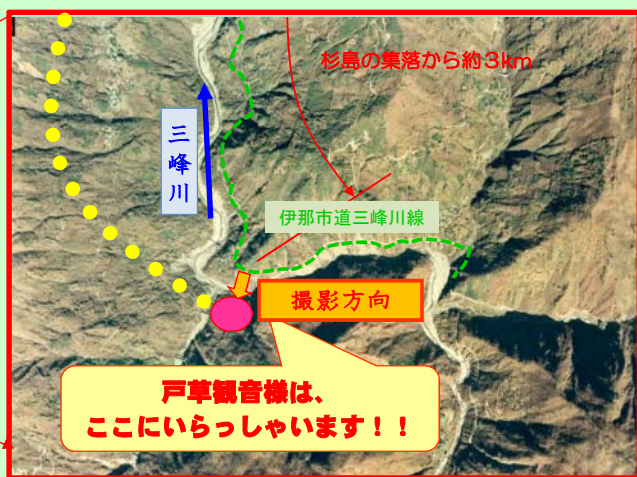 杉島の集落から約3km
三峰川
伊那市道三峰川線
撮影方向
戸草観音様は、
ここにいらっしゃいます！！